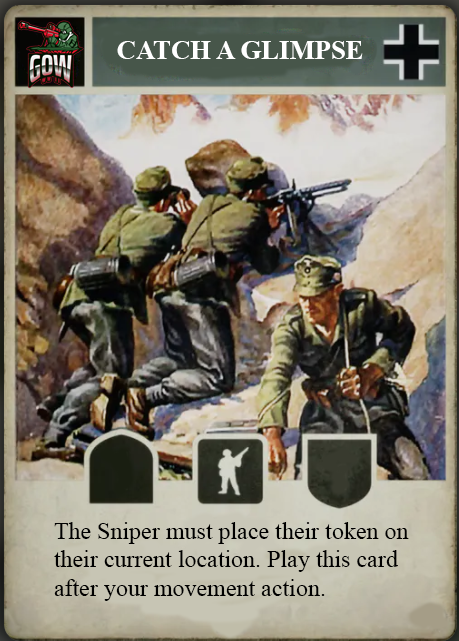 GOW
CATCH A GLIMPSE
The Sniper must place their token on
their current location. Play this card
after your movement action.